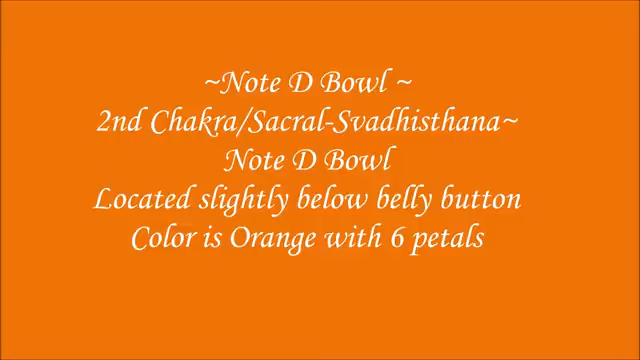 ~Note D Bowl ~
2nd Chakra/Sacral-Svadhisthana~
Note D Bowl
Located slightly below belly button
Color is Orange with 6 petals